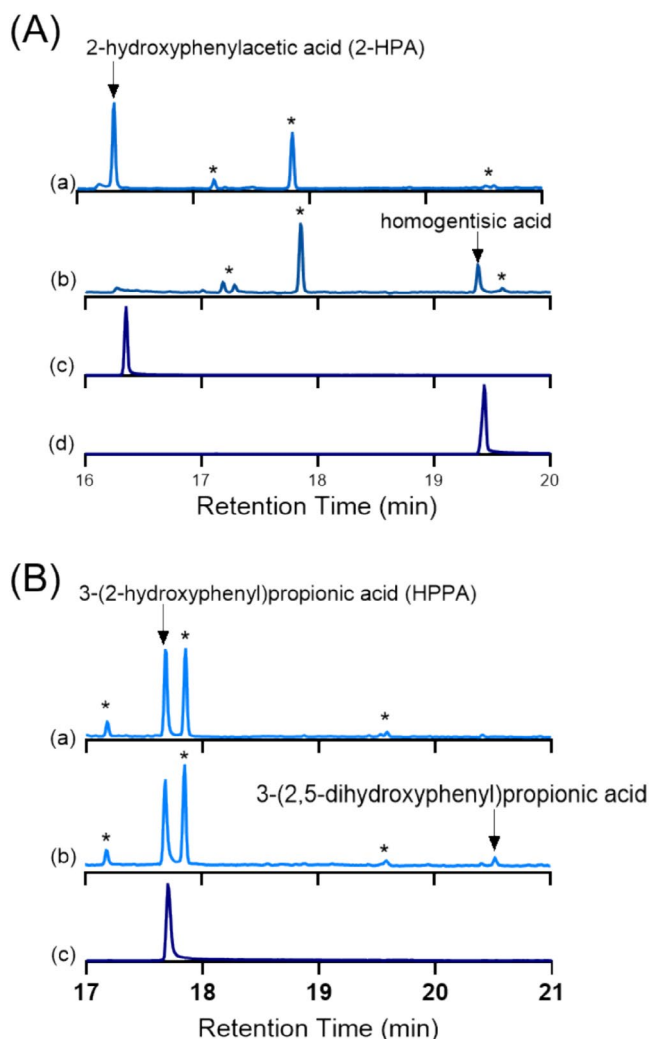 (A)
2-hydroxyphenylacetic acid (2-HPA)
* * *
(a)
homogentisic acid
* * *
(b)
(c)
(d)
16 17 18 19 20
Retention Time (min)
(B)
3-(2-hydroxyphenyl)propionic acid (HPPA)
* * *
(a)
3-(2,5-dihydroxyphenyl)propionic acid
* * *
(b)
(c)
17 18 19 20 21
Retention Time (min)